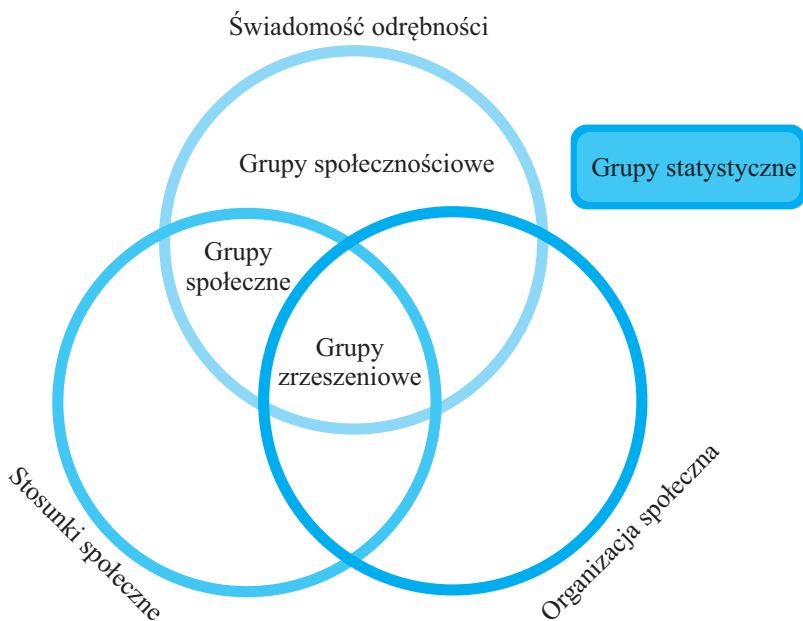 Świadomość odrębności
Grupy społecznościowe
Grupy statystyczne
Grupy
społeczne
Grupy
zrzeszeniowe
Stosunki społeczne
Organizacja społeczna